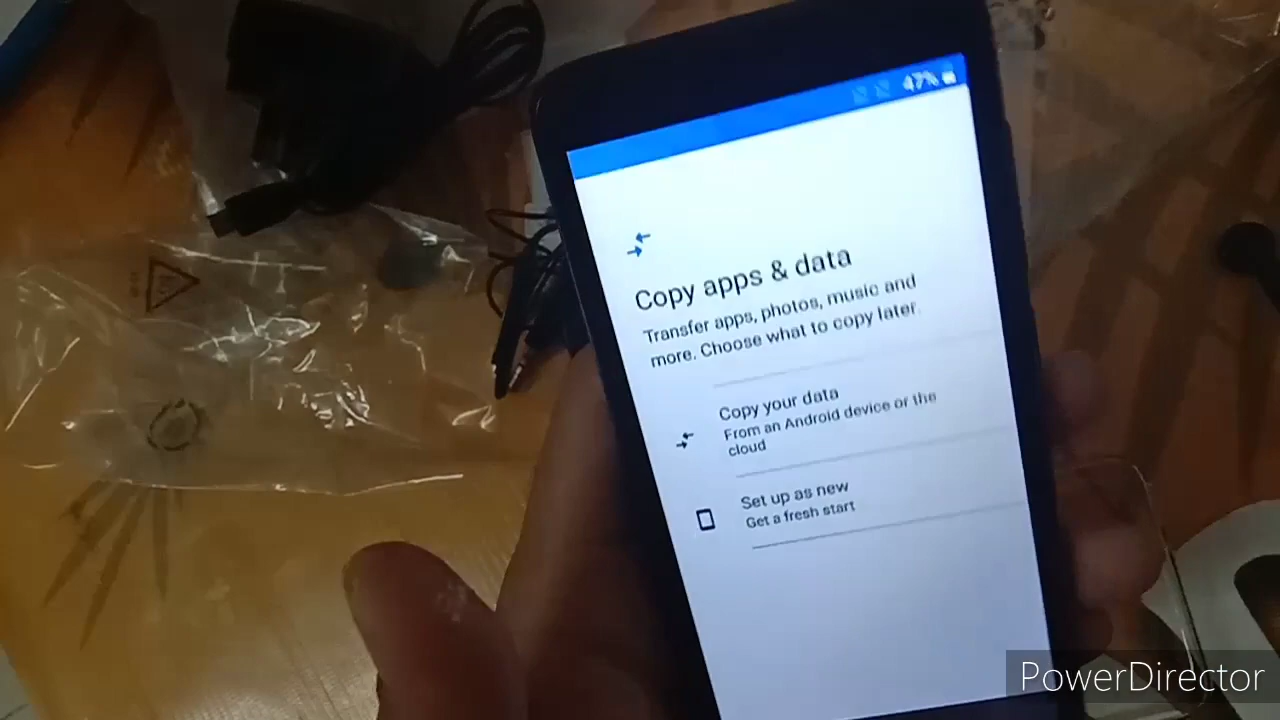 47%
Copy apps & data
Transfer apps, photos, music and
more. Choose what to copy later.
Copy your data
From an Android device or the
cloud
Set up as new
Get a fresh start
PowerDirector